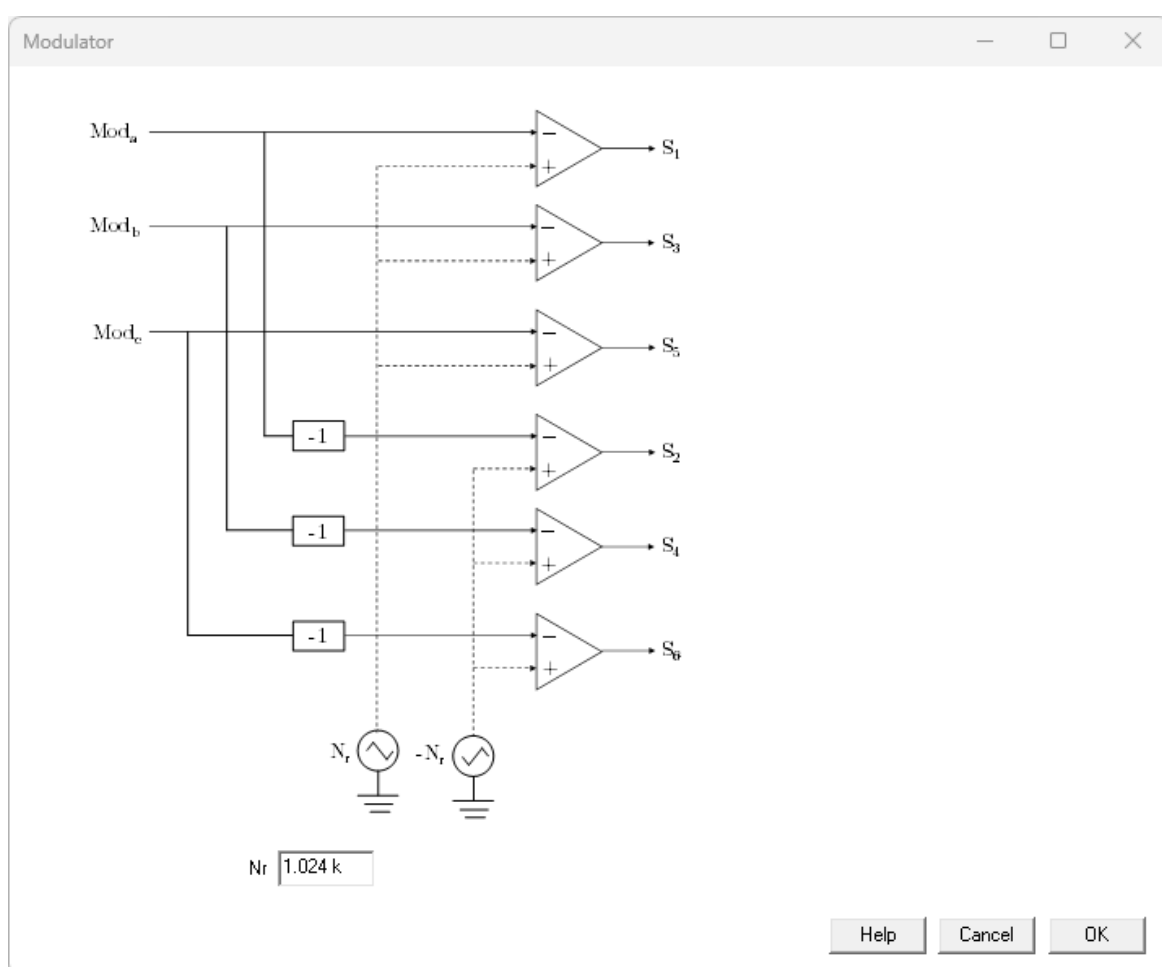 Modulator
Mod_a
S_1
Mod_b
S_3
Mod_c
S_5
-1
S_2
-1
S_4
-1
S_6
N_r
-N_r
Nr 1.024 k
Help Cancel OK